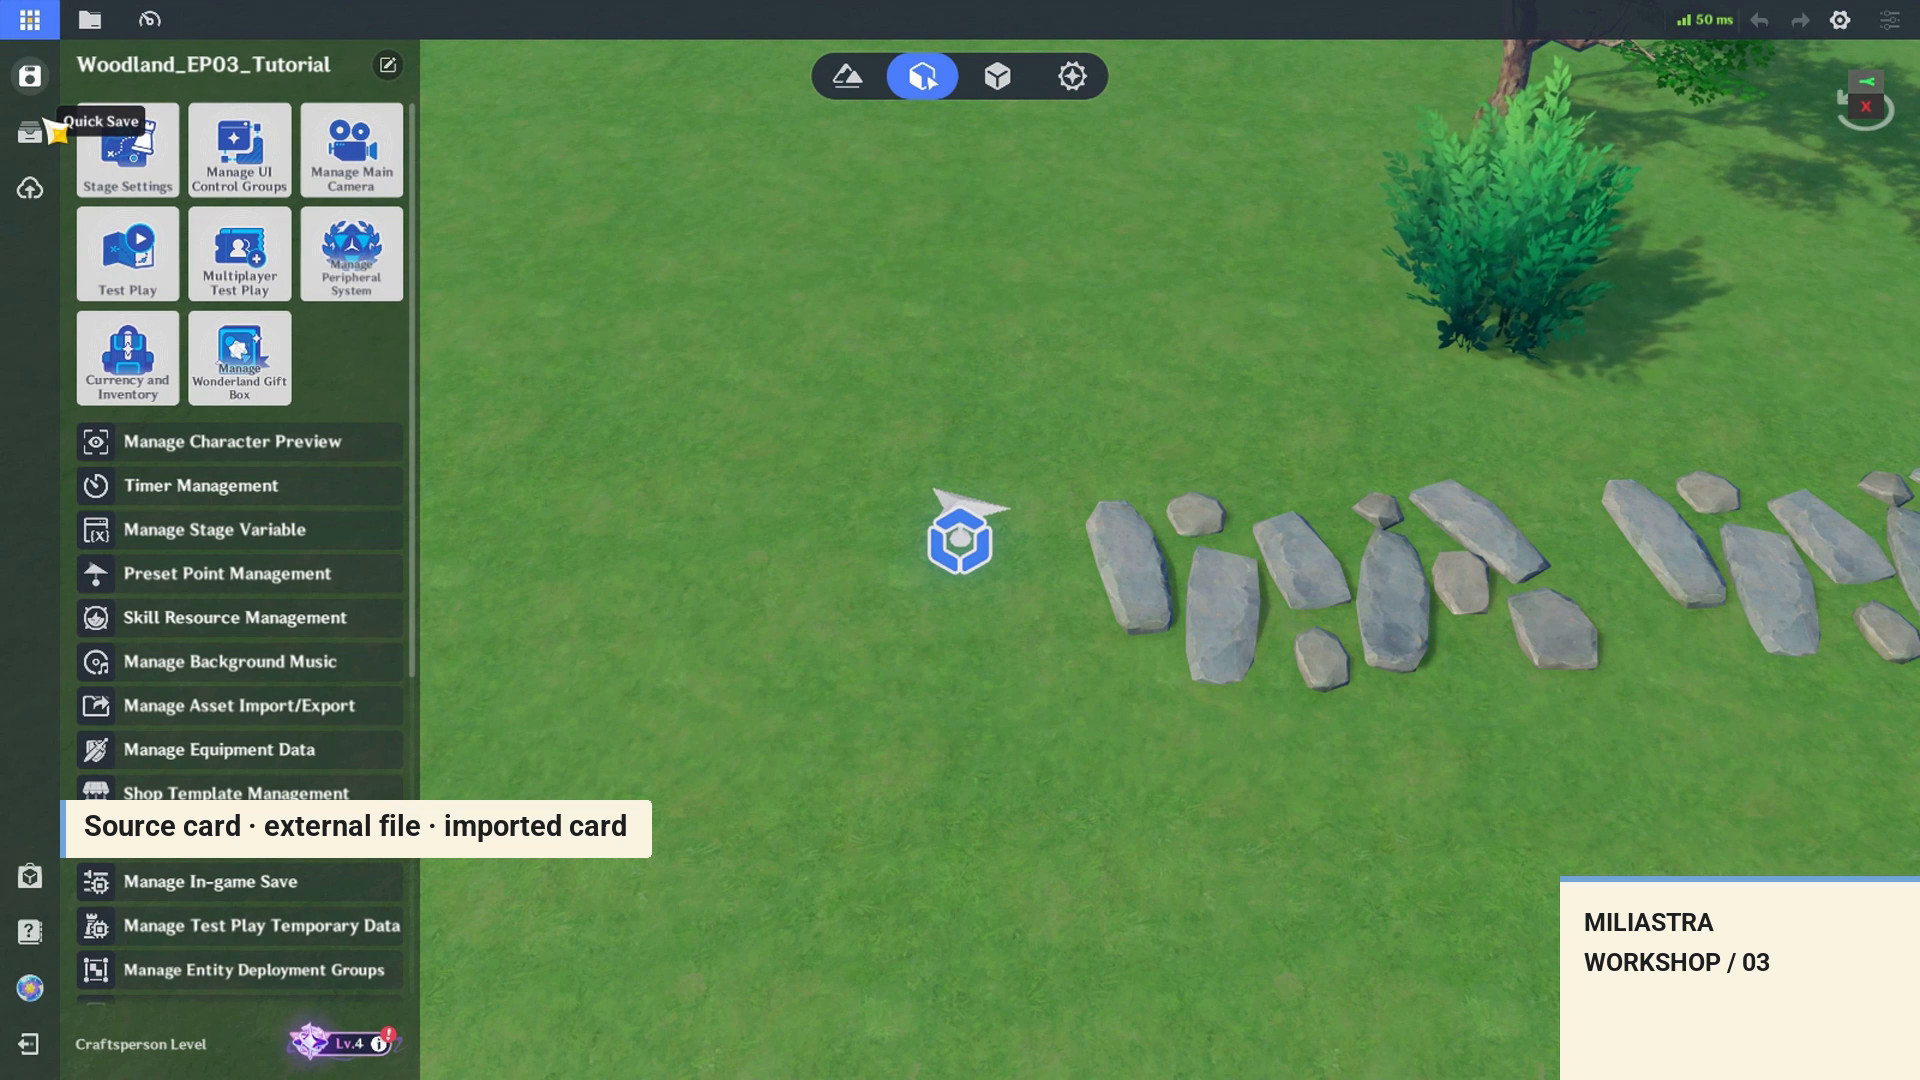 50 ms
Woodland_EP03_Tutorial
Quick Save
Stage Settings
Manage UI
Control Groups
Manage Main
Camera
Test Play
Multiplayer
Test Play
Manage
Peripheral
System
Currency and
Inventory
Manage
Wonderland Gift
Box
Manage Character Preview
Timer Management
Manage Stage Variable
Preset Point Management
Skill Resource Management
Manage Background Music
Manage Asset Import/Export
Manage Equipment Data
Shop Template Management
Source card · external file · imported card
Manage In-game Save
Manage Test Play Temporary Data
Manage Entity Deployment Groups
Craftsperson Level
Lv.4
MILIASTRA
WORKSHOP / 03